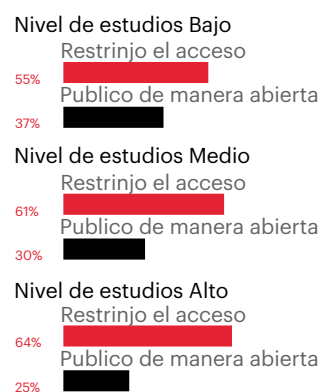 Nivel de estudios Bajo
Restrinjo el acceso
55%
Publico de manera abierta
37%
Nivel de estudios Medio
Restrinjo el acceso
61%
Publico de manera abierta
30%
Nivel de estudios Alto
Restrinjo el acceso
64%
Publico de manera abierta
25%